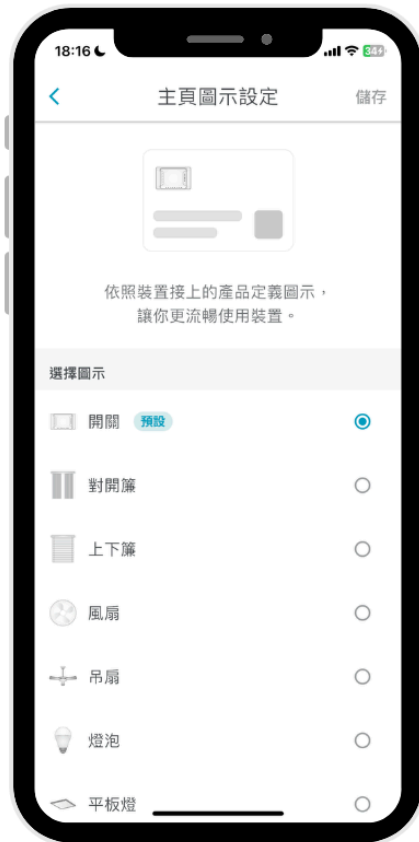 18:16
主頁圖示設定
儲存
依照裝置接上的產品定義圖示，
讓你更流暢使用裝置。
選擇圖示
開關 預設
對開簾
上下簾
風扇
吊扇
燈泡
平板燈